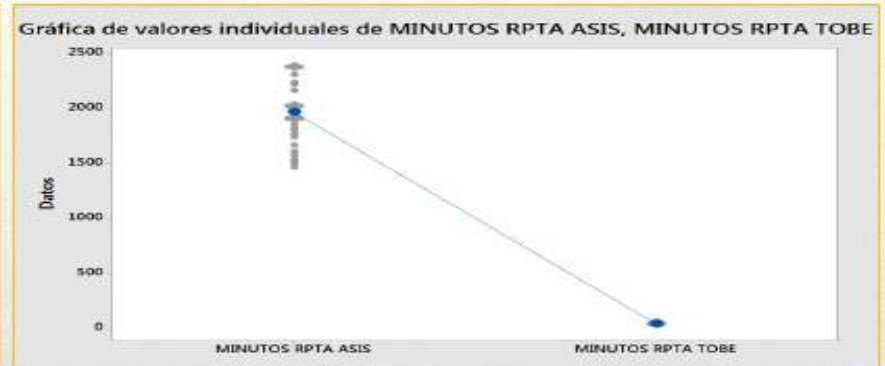 Gráfica de valores individuales de MINUTOS RPTA ASIS, MINUTOS RPTA TOBE
2500
2000
1500
1000
500
0
Datos
MINUTOS RPTA ASIS
MINUTOS RPTA TOBE